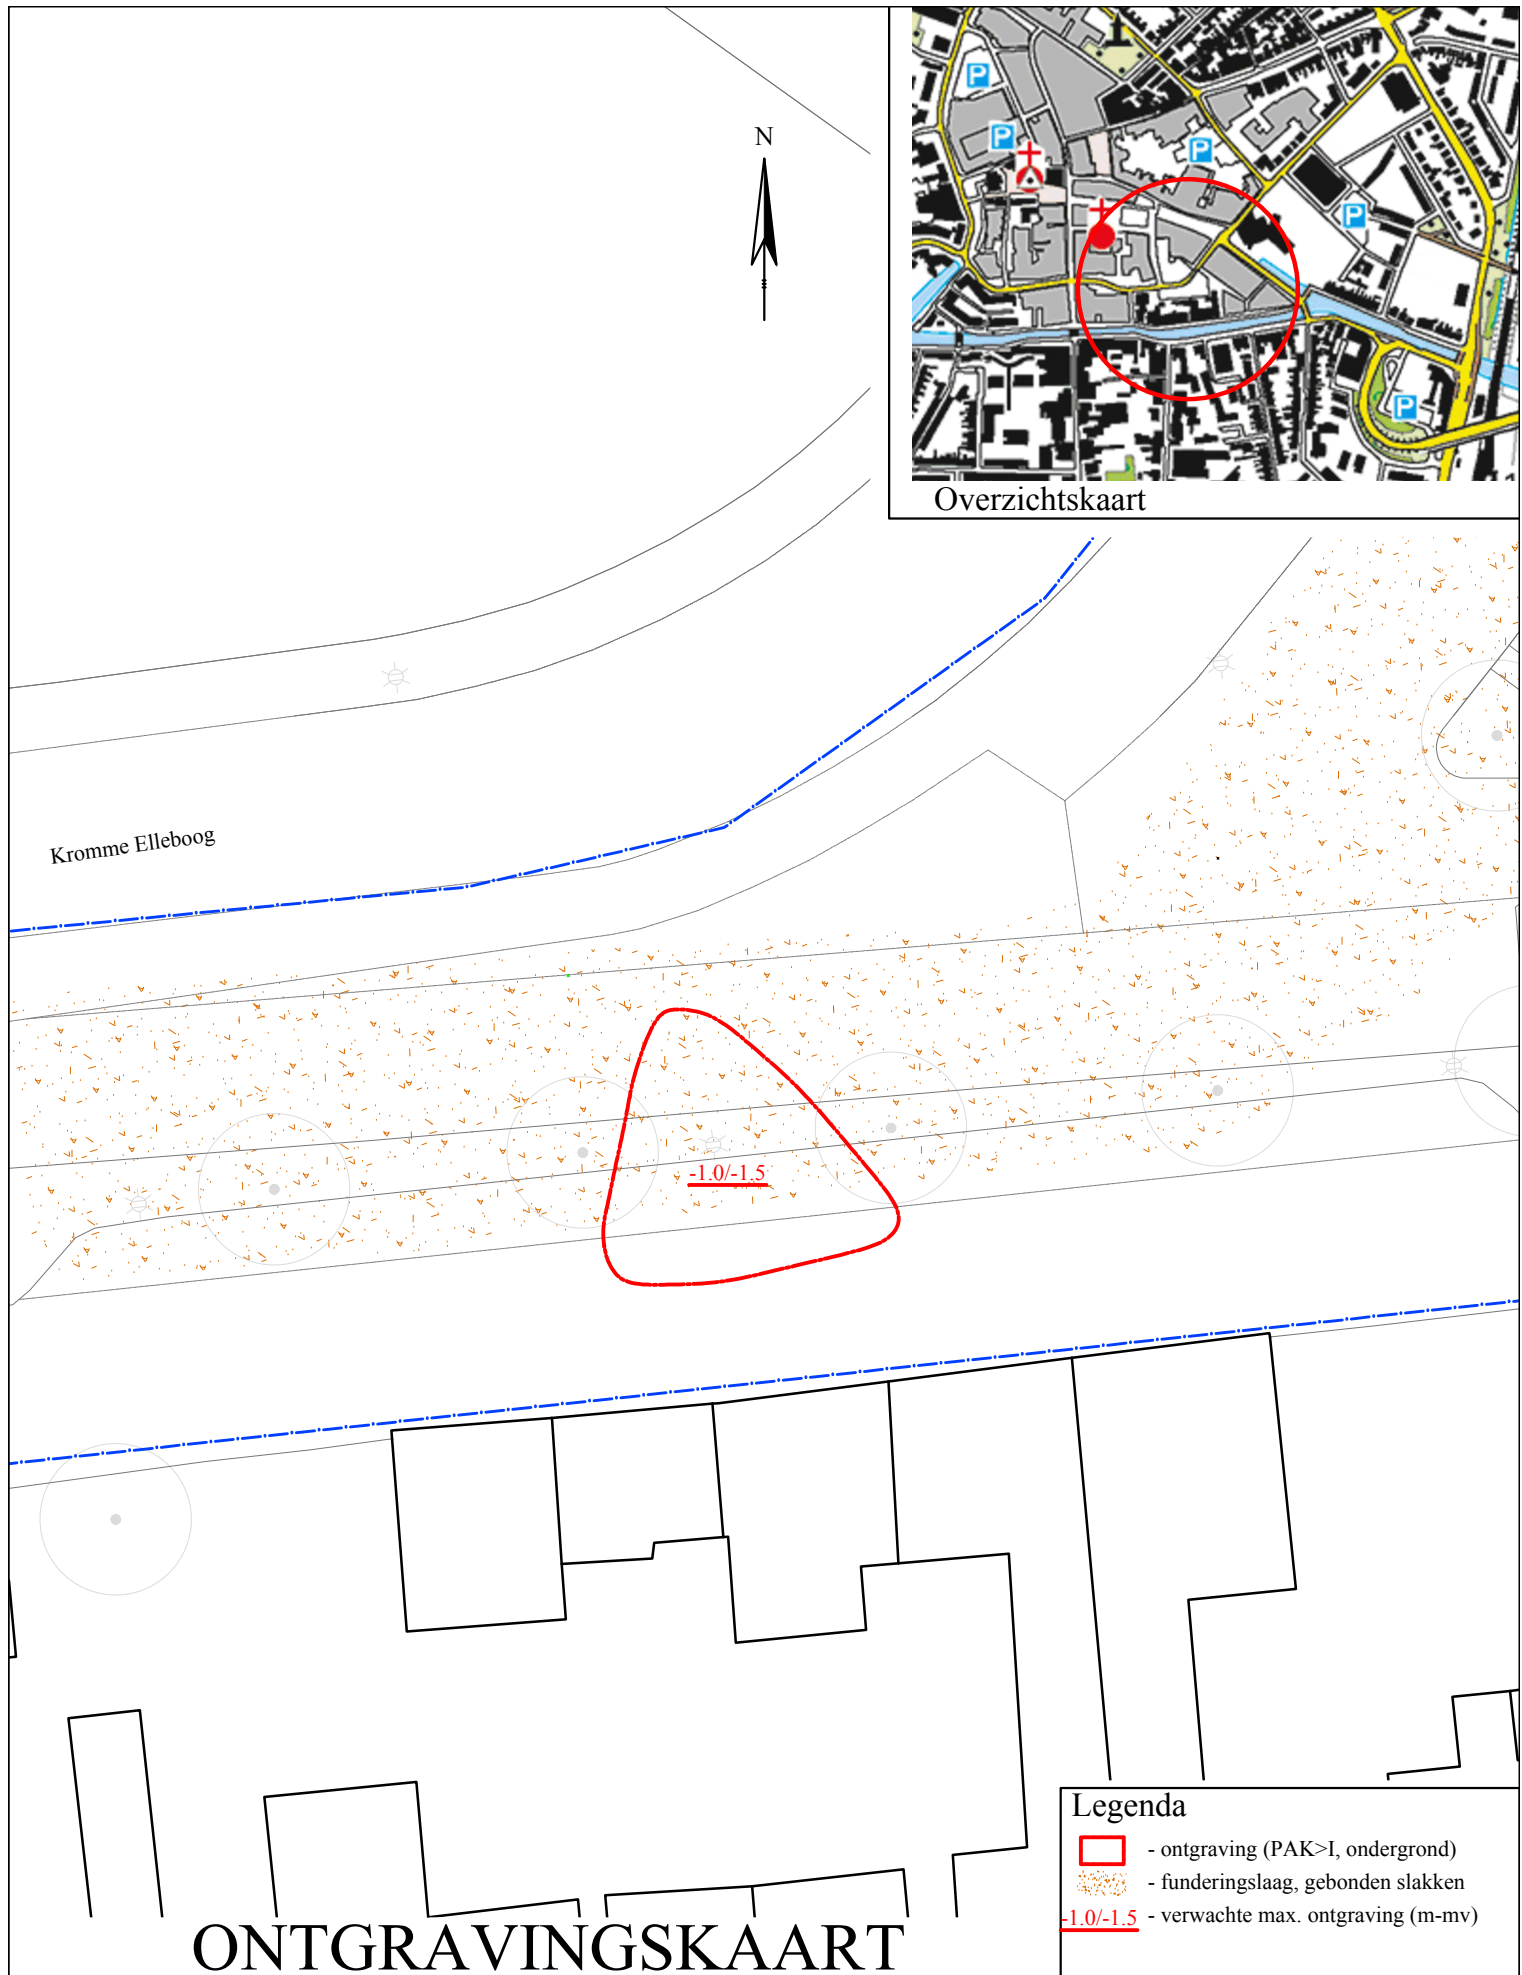 N
P
P
P
P
P
Overzichtskaart
Kromme Elleboog
-1.0/-1.5
Legenda
- ontgraving (PAK>I, ondergrond)
- funderingslaag, gebonden slakken
-1.0/-1.5 - verwachte max. ontgraving (m-mv)
ONTGRAVINGSKAART